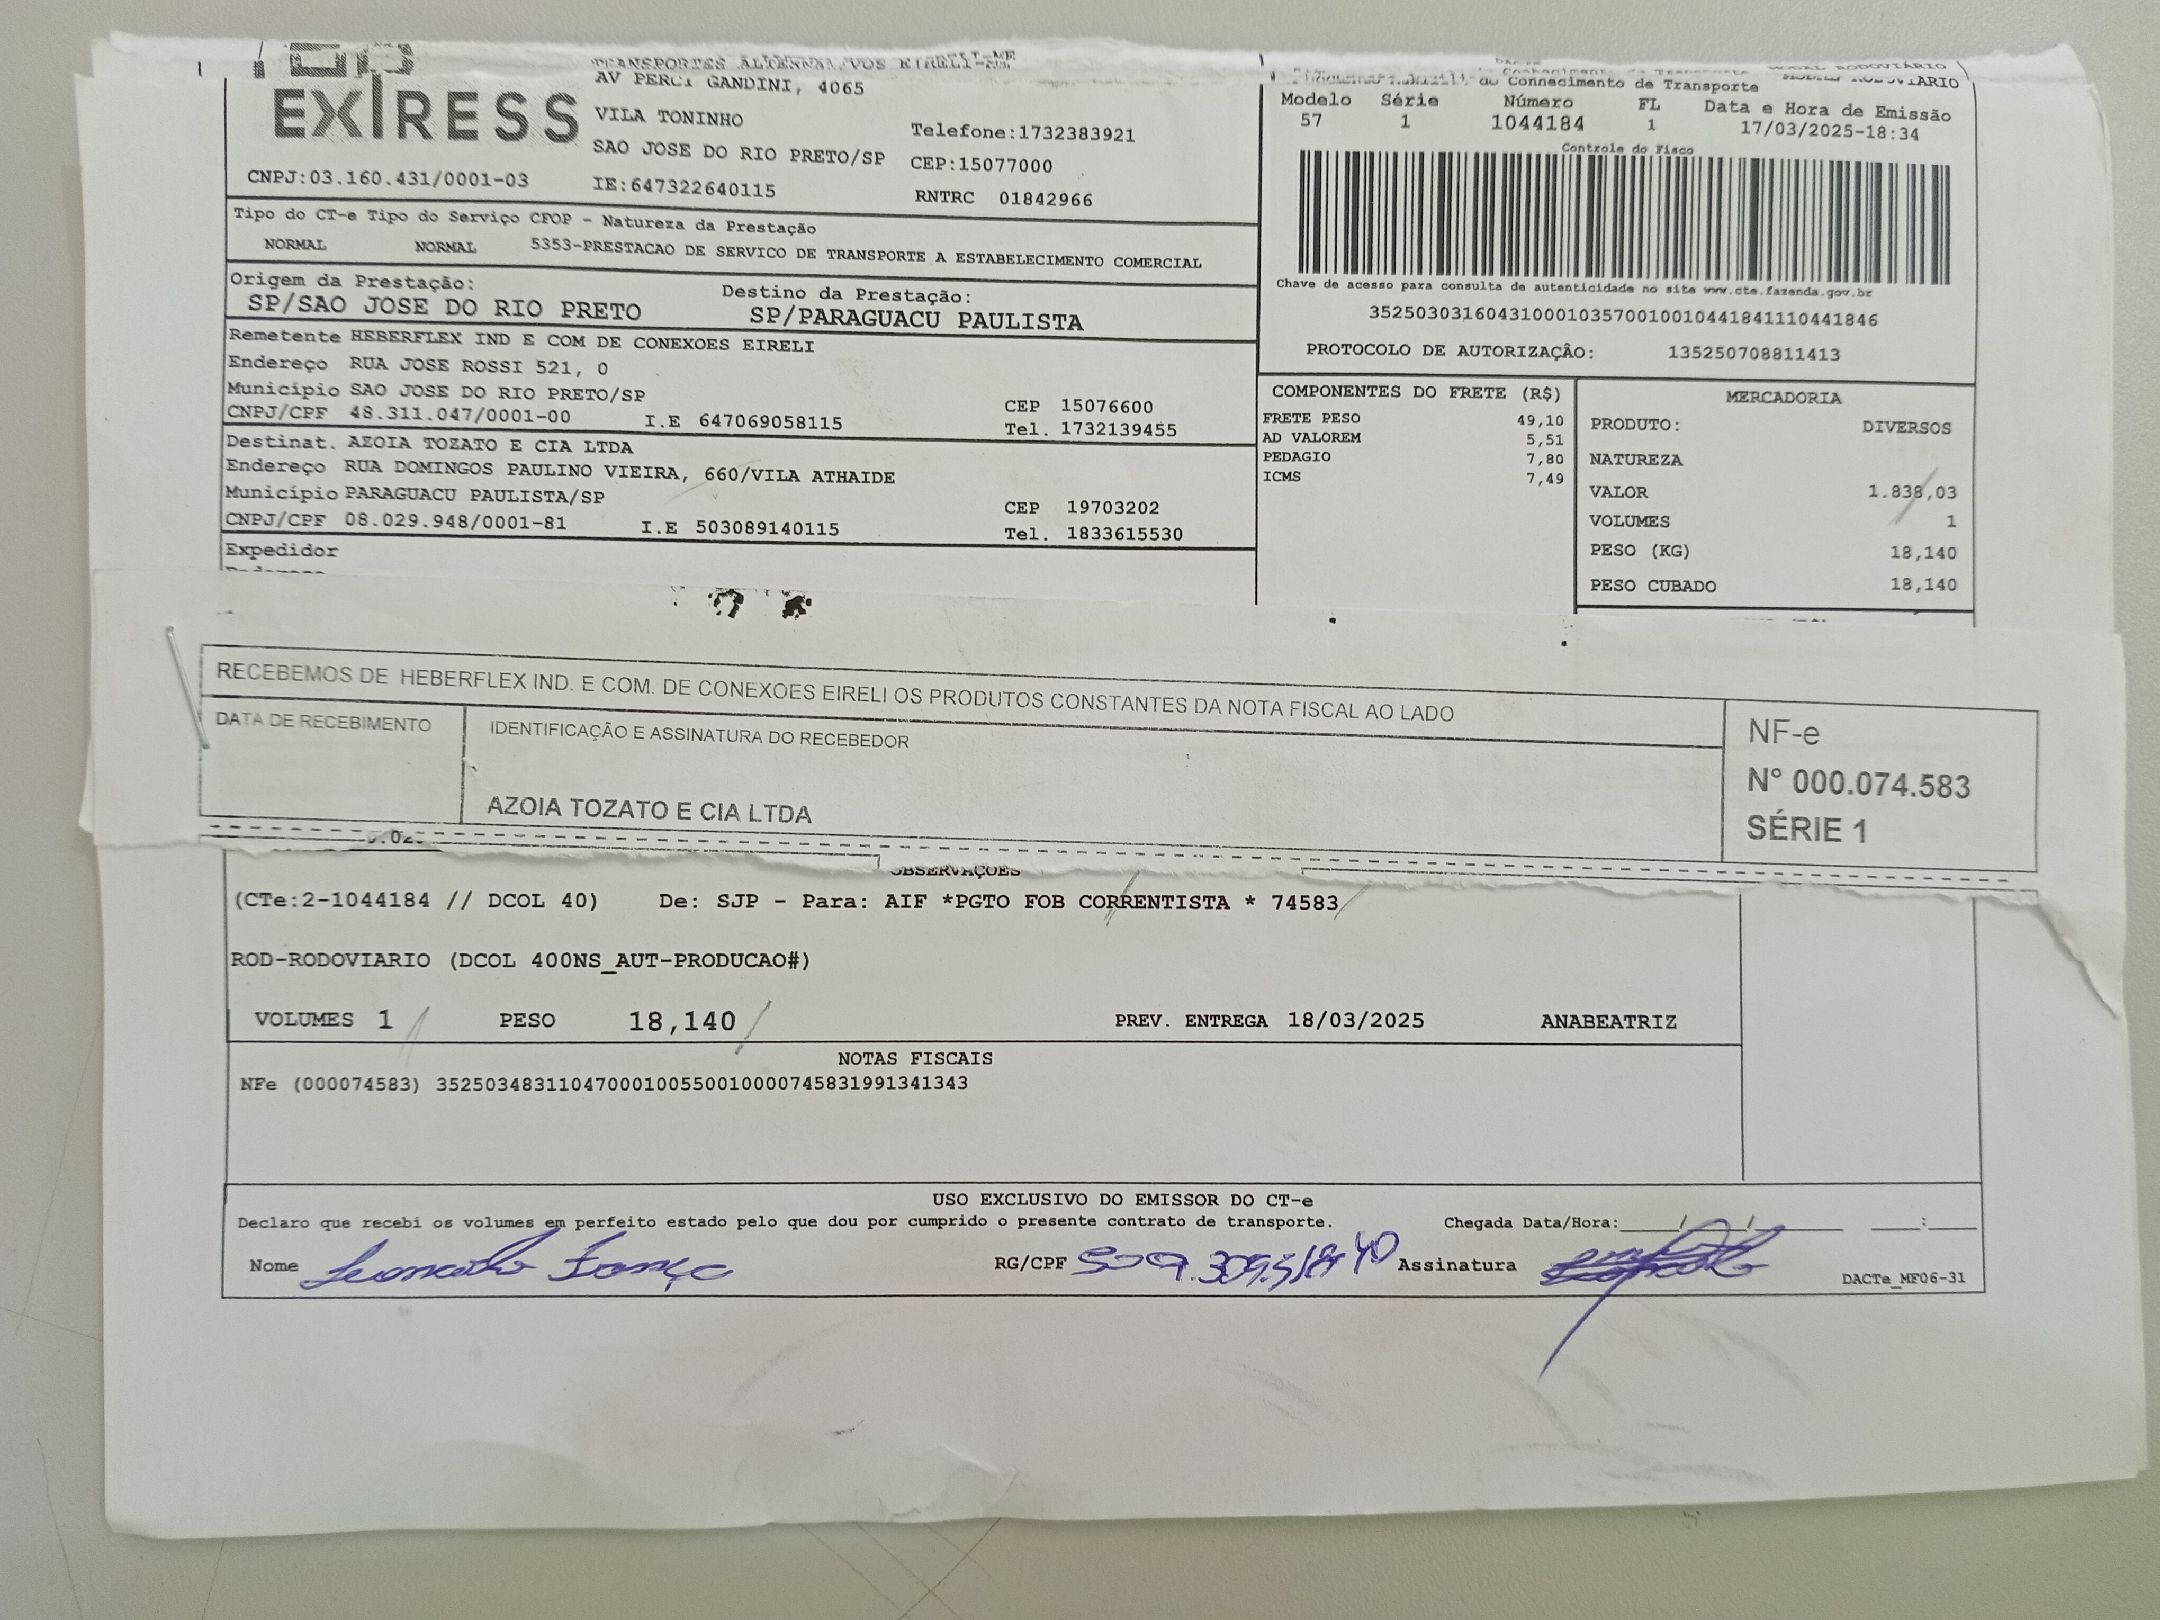 EXPRESS
TRANSPORTES ALTERNATIVOS EIRELI-ME
AV PERCI GANDINI, 4065
VILA TONINHO
Telefone:1732383921
SAO JOSE DO RIO PRETO/SP
CEP:15077000
CNPJ:03.160.431/0001-03
IE:647322640115
RNTRC 01842966
do Conhecimento de Transporte
MODAL RODOVIÁRIO
Modelo Série Número FL Data e Hora de Emissão
57 1 1044184 1 17/03/2025-18:34
Controle do Fisco
Chave de acesso para consulta de autenticidade no site www.cte.fazenda.gov.br
35250303160431000103570010010441841110441846
PROTOCOLO DE AUTORIZAÇÃO: 135250708811413
Tipo do CT-e Tipo do Serviço CFOP - Natureza da Prestação
NORMAL NORMAL 5353-PRESTACAO DE SERVICO DE TRANSPORTE A ESTABELECIMENTO COMERCIAL
Origem da Prestação: Destino da Prestação:
SP/SAO JOSE DO RIO PRETO SP/PARAGUACU PAULISTA
Remetente HEBERFLEX IND E COM DE CONEXOES EIRELI
Endereço RUA JOSE ROSSI 521, 0
Município SAO JOSE DO RIO PRETO/SP CEP 15076600
CNPJ/CPF 48.311.047/0001-00 I.E 647069058115 Tel. 1732139455
Destinat. AZOIA TOZATO E CIA LTDA
Endereço RUA DOMINGOS PAULINO VIEIRA, 660/VILA ATHAIDE
Município PARAGUACU PAULISTA/SP CEP 19703202
CNPJ/CPF 08.029.948/0001-81 I.E 503089140115 Tel. 1833615530
Expedidor
COMPONENTES DO FRETE (R$)
FRETE PESO 49,10
AD VALOREM 5,51
PEDAGIO 7,80
ICMS 7,49
MERCADORIA
PRODUTO: DIVERSOS
NATUREZA
VALOR 1.838,03
VOLUMES 1
PESO (KG) 18,140
PESO CUBADO 18,140
RECEBEMOS DE HEBERFLEX IND. E COM. DE CONEXOES EIRELI OS PRODUTOS CONSTANTES DA NOTA FISCAL AO LADO
DATA DE RECEBIMENTO
IDENTIFICAÇÃO E ASSINATURA DO RECEBEDOR
AZOIA TOZATO E CIA LTDA
NF-e
N° 000.074.583
SÉRIE 1
OBSERVAÇÕES
(CTe:2-1044184 // DCOL 40) De: SJP - Para: AIF *PGTO FOB CORRENTISTA * 74583
ROD-RODOVIARIO (DCOL 400NS_AUT-PRODUCAO#)
VOLUMES 1 PESO 18,140 PREV. ENTREGA 18/03/2025 ANABEATRIZ
NOTAS FISCAIS
NFe (000074583) 35250348311047000100550010000745831991341343
USO EXCLUSIVO DO EMISSOR DO CT-e
Declaro que recebi os volumes em perfeito estado pelo que dou por cumprido o presente contrato de transporte. Chegada Data/Hora:____/____/____ __:__
Nome RG/CPF Assinatura
DACTe_MF06-31